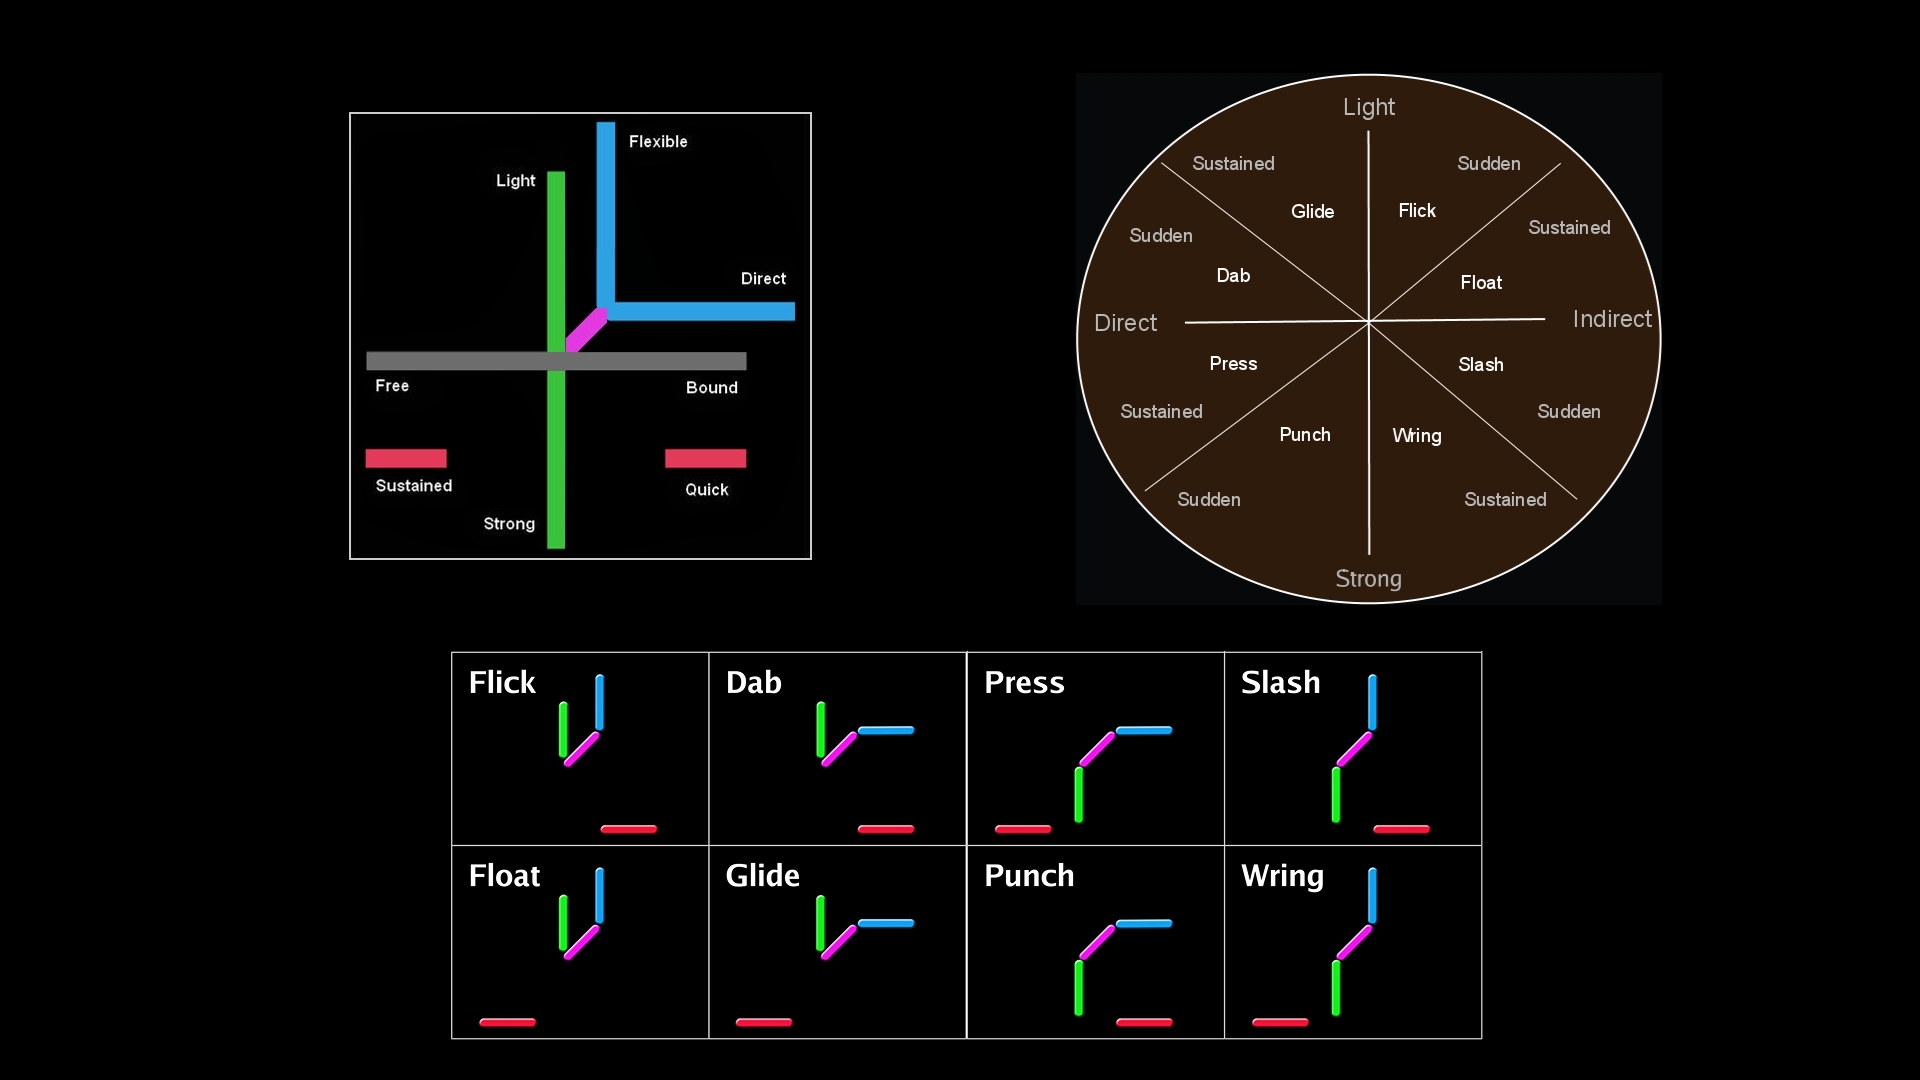 Flexible
Light
Direct
Free
Bound
Sustained
Quick
Strong
Light
Sustained
Sudden
Glide
Flick
Sudden
Sustained
Dab
Float
Direct
Indirect
Press
Slash
Sustained
Sudden
Punch
Wring
Sudden
Sustained
Strong
Flick
Dab
Press
Slash
Float
Glide
Punch
Wring